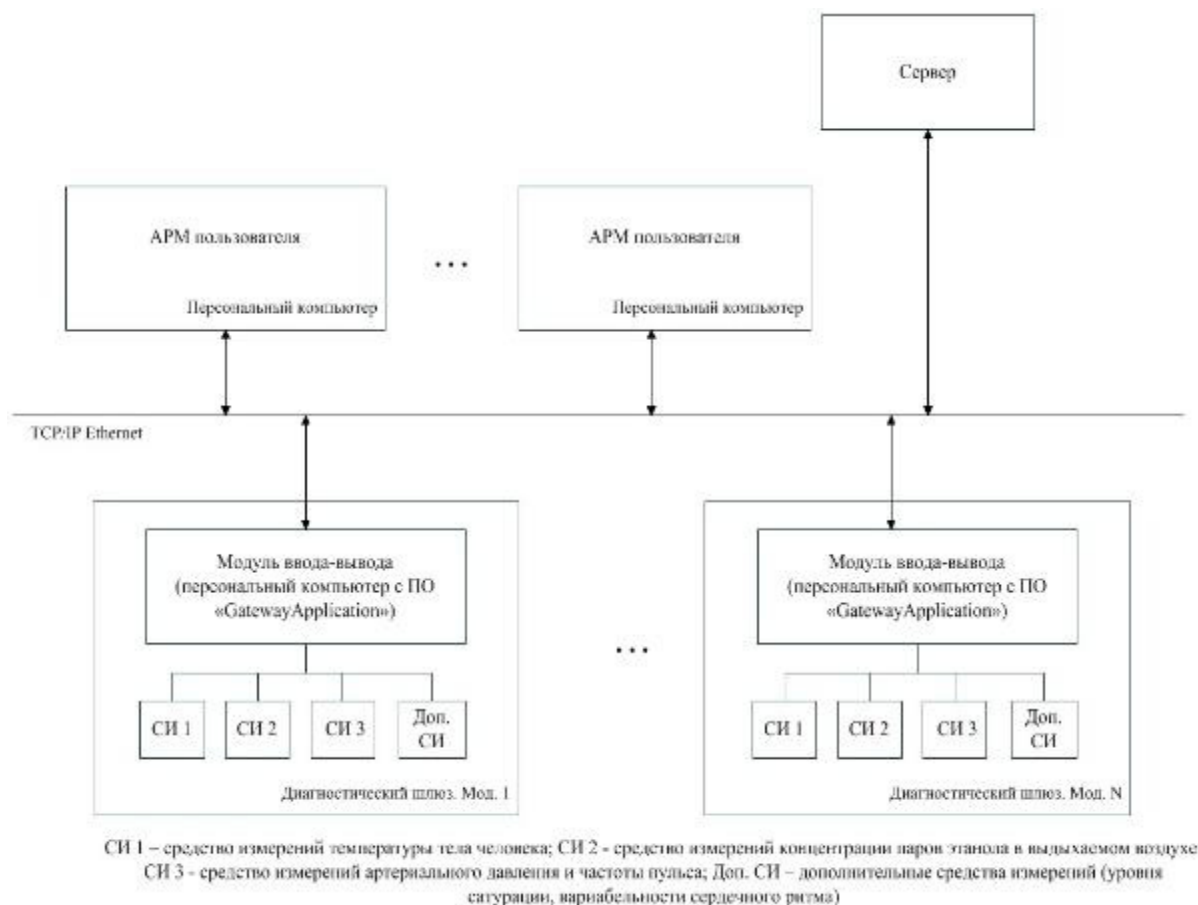 Сервер
АРМ пользователя
Персональный компьютер
...
АРМ пользователя
Персональный компьютер
TCP/IP Ethernet
Модуль ввода-вывода
(персональный компьютер с ПО
«GatewayApplication»)
СИ 1
СИ 2
СИ 3
Доп.
СИ
Диагностический шлюз. Мод. 1
...
Модуль ввода-вывода
(персональный компьютер с ПО
«GatewayApplication»)
СИ 1
СИ 2
СИ 3
Доп.
СИ
Диагностический шлюз. Мод. N
СИ 1 – средство измерений температуры тела человека; СИ 2 - средство измерений концентрации паров этанола в выдыхаемом воздухе
СИ 3 - средство измерений артериального давления и частоты пульса; Доп. СИ – дополнительные средства измерений (уровня
сатурации, вариабельности сердечного ритма)